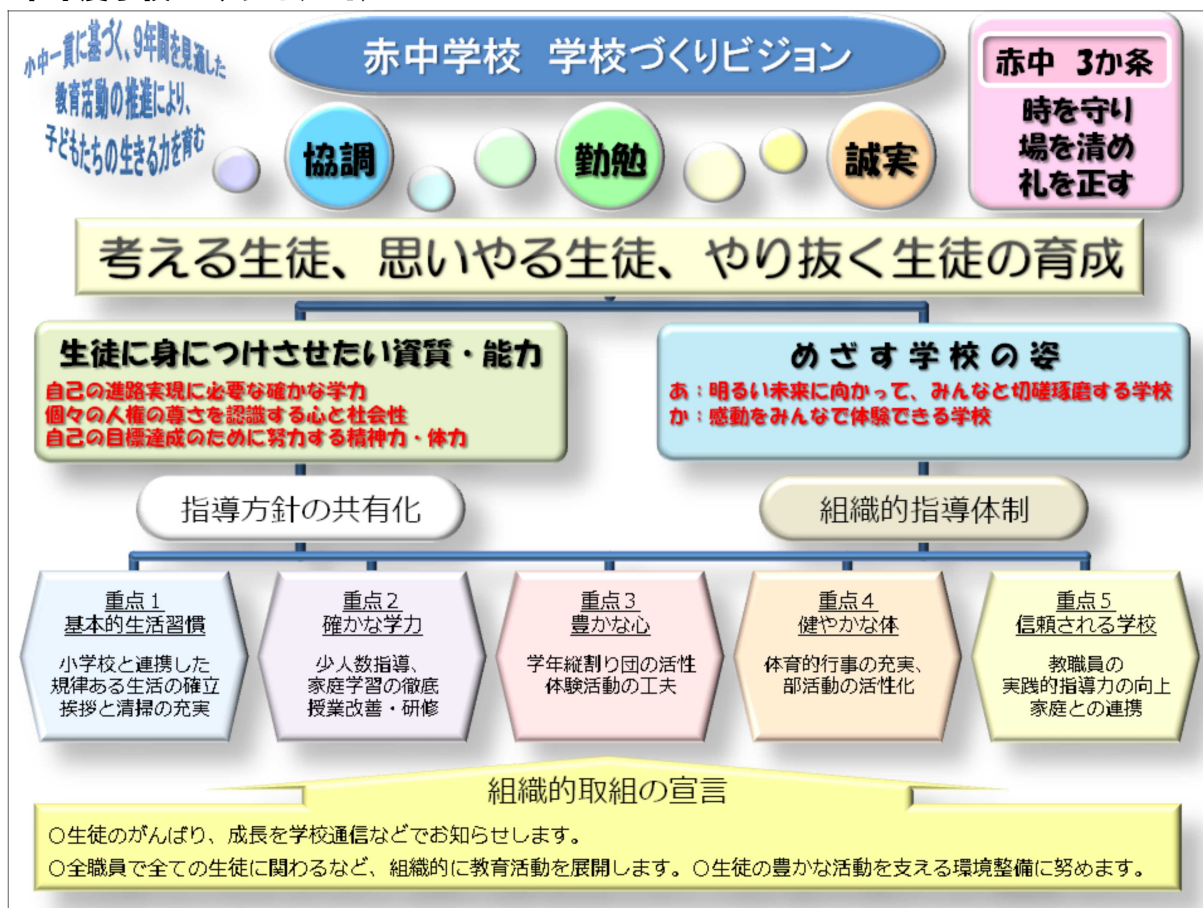 小中一貫に基づく、9年間を見通した
教育活動の推進により、
子どもたちの生きる力を育む
赤中学校 学校づくりビジョン
赤中 3か条
時を守り
場を清め
礼を正す
協調
勤勉
誠実
考える生徒、思いやる生徒、やり抜く生徒の育成
生徒に身につけさせたい資質・能力
自己の進路実現に必要な確かな学力
個々の人権の尊さを認識する心と社会性
自己の目標達成のために努力する精神力・体力
めざす学校の姿
あ：明るい未来に向かって、みんなと切磋琢磨する学校
か：感動をみんなで体験できる学校
指導方針の共有化
組織的指導体制
重点1
基本的生活習慣
小学校と連携した
規律ある生活の確立
挨拶と清掃の充実
重点2
確かな学力
少人数指導、
家庭学習の徹底
授業改善・研修
重点3
豊かな心
学年縦割り団の活性
体験活動の工夫
重点4
健やかな体
体育的行事の充実、
部活動の活性化
重点5
信頼される学校
教職員の
実践的指導力の向上
家庭との連携
組織的取組の宣言
○生徒のがんばり、成長を学校通信などでお知らせします。
○全職員で全ての生徒に関わるなど、組織的に教育活動を展開します。○生徒の豊かな活動を支える環境整備に努めます。